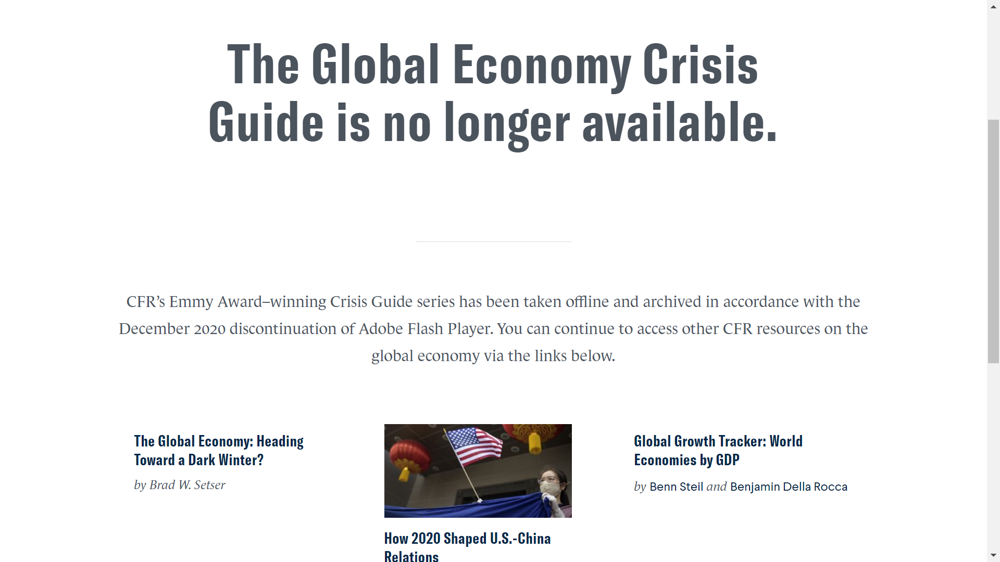 The Global Economy Crisis
Guide is no longer available.
CFR’s Emmy Award–winning Crisis Guide series has been taken offline and archived in accordance with the
December 2020 discontinuation of Adobe Flash Player. You can continue to access other CFR resources on the
global economy via the links below.
The Global Economy: Heading
Toward a Dark Winter?
by Brad W. Setser
How 2020 Shaped U.S.-China
Relations
Global Growth Tracker: World
Economies by GDP
by Benn Steil and Benjamin Della Rocca